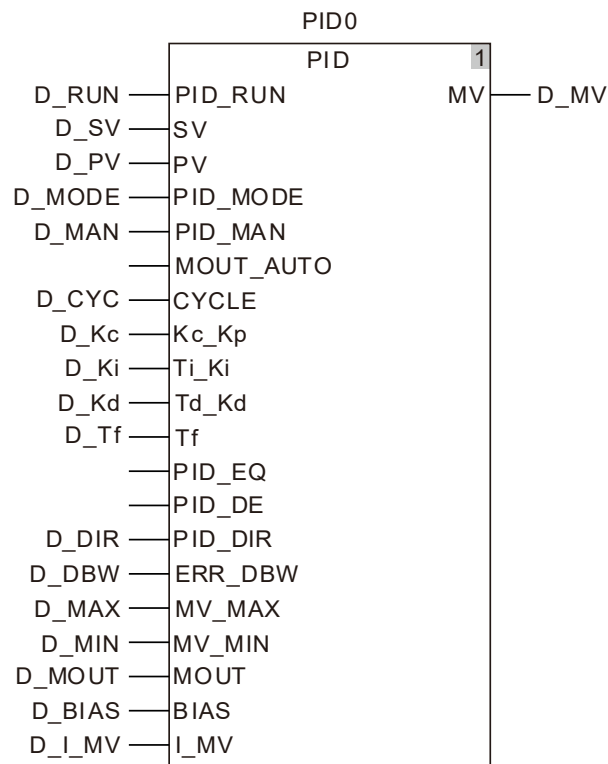 PID0
PID 1
D_RUN PID_RUN MV D_MV
D_SV SV
D_PV PV
D_MODE PID_MODE
D_MAN PID_MAN
MOUT_AUTO
D_CYC CYCLE
D_Kc Kc_Kp
D_Ki Ti_Ki
D_Kd Td_Kd
D_Tf Tf
PID_EQ
PID_DE
D_DIR PID_DIR
D_DBW ERR_DBW
D_MAX MV_MAX
D_MIN MV_MIN
D_MOUT MOUT
D_BIAS BIAS
D_I_MV I_MV